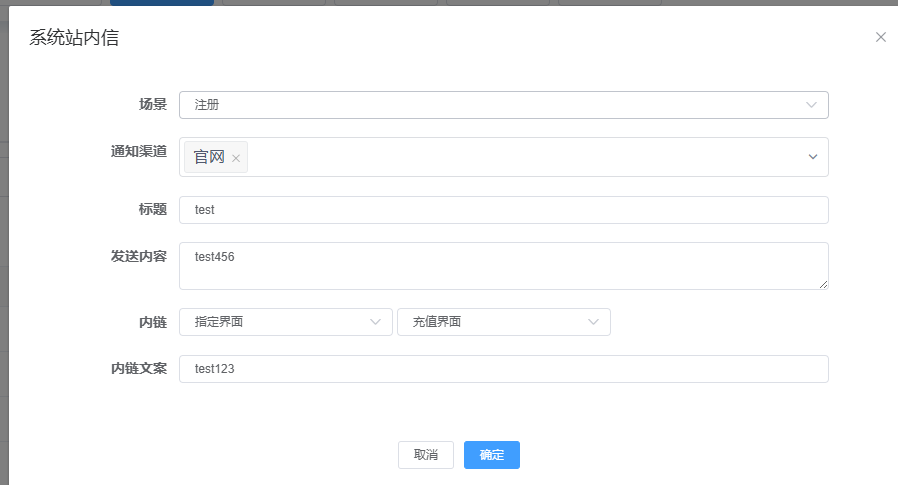 系统站内信
场景 注册
通知渠道 官网
标题 test
发送内容 test456
内链 指定界面 充值界面
内链文案 test123
取消 确定